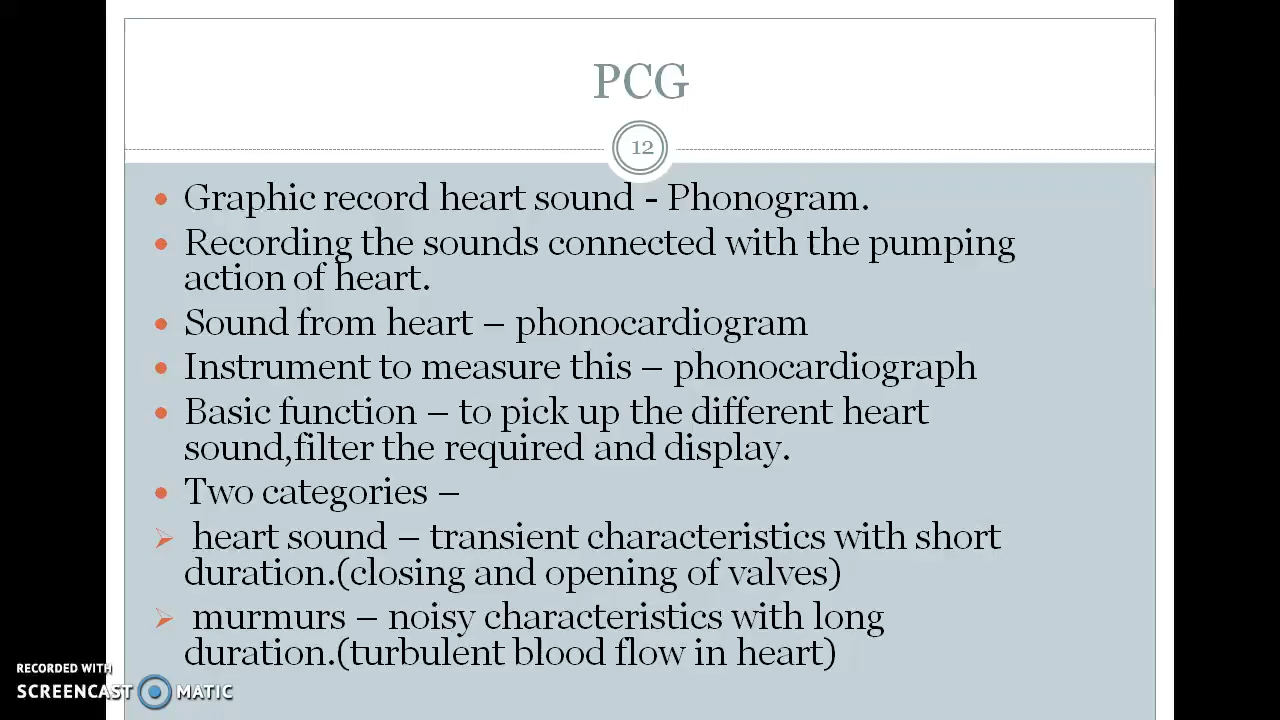 PCG
12
Graphic record heart sound - Phonogram.
Recording the sounds connected with the pumping
action of heart.
Sound from heart – phonocardiogram
Instrument to measure this – phonocardiograph
Basic function – to pick up the different heart
sound,filter the required and display.
Two categories –
heart sound – transient characteristics with short
duration.(closing and opening of valves)
murmurs – noisy characteristics with long
duration.(turbulent blood flow in heart)
RECORDED WITH
SCREENCAST MATIC